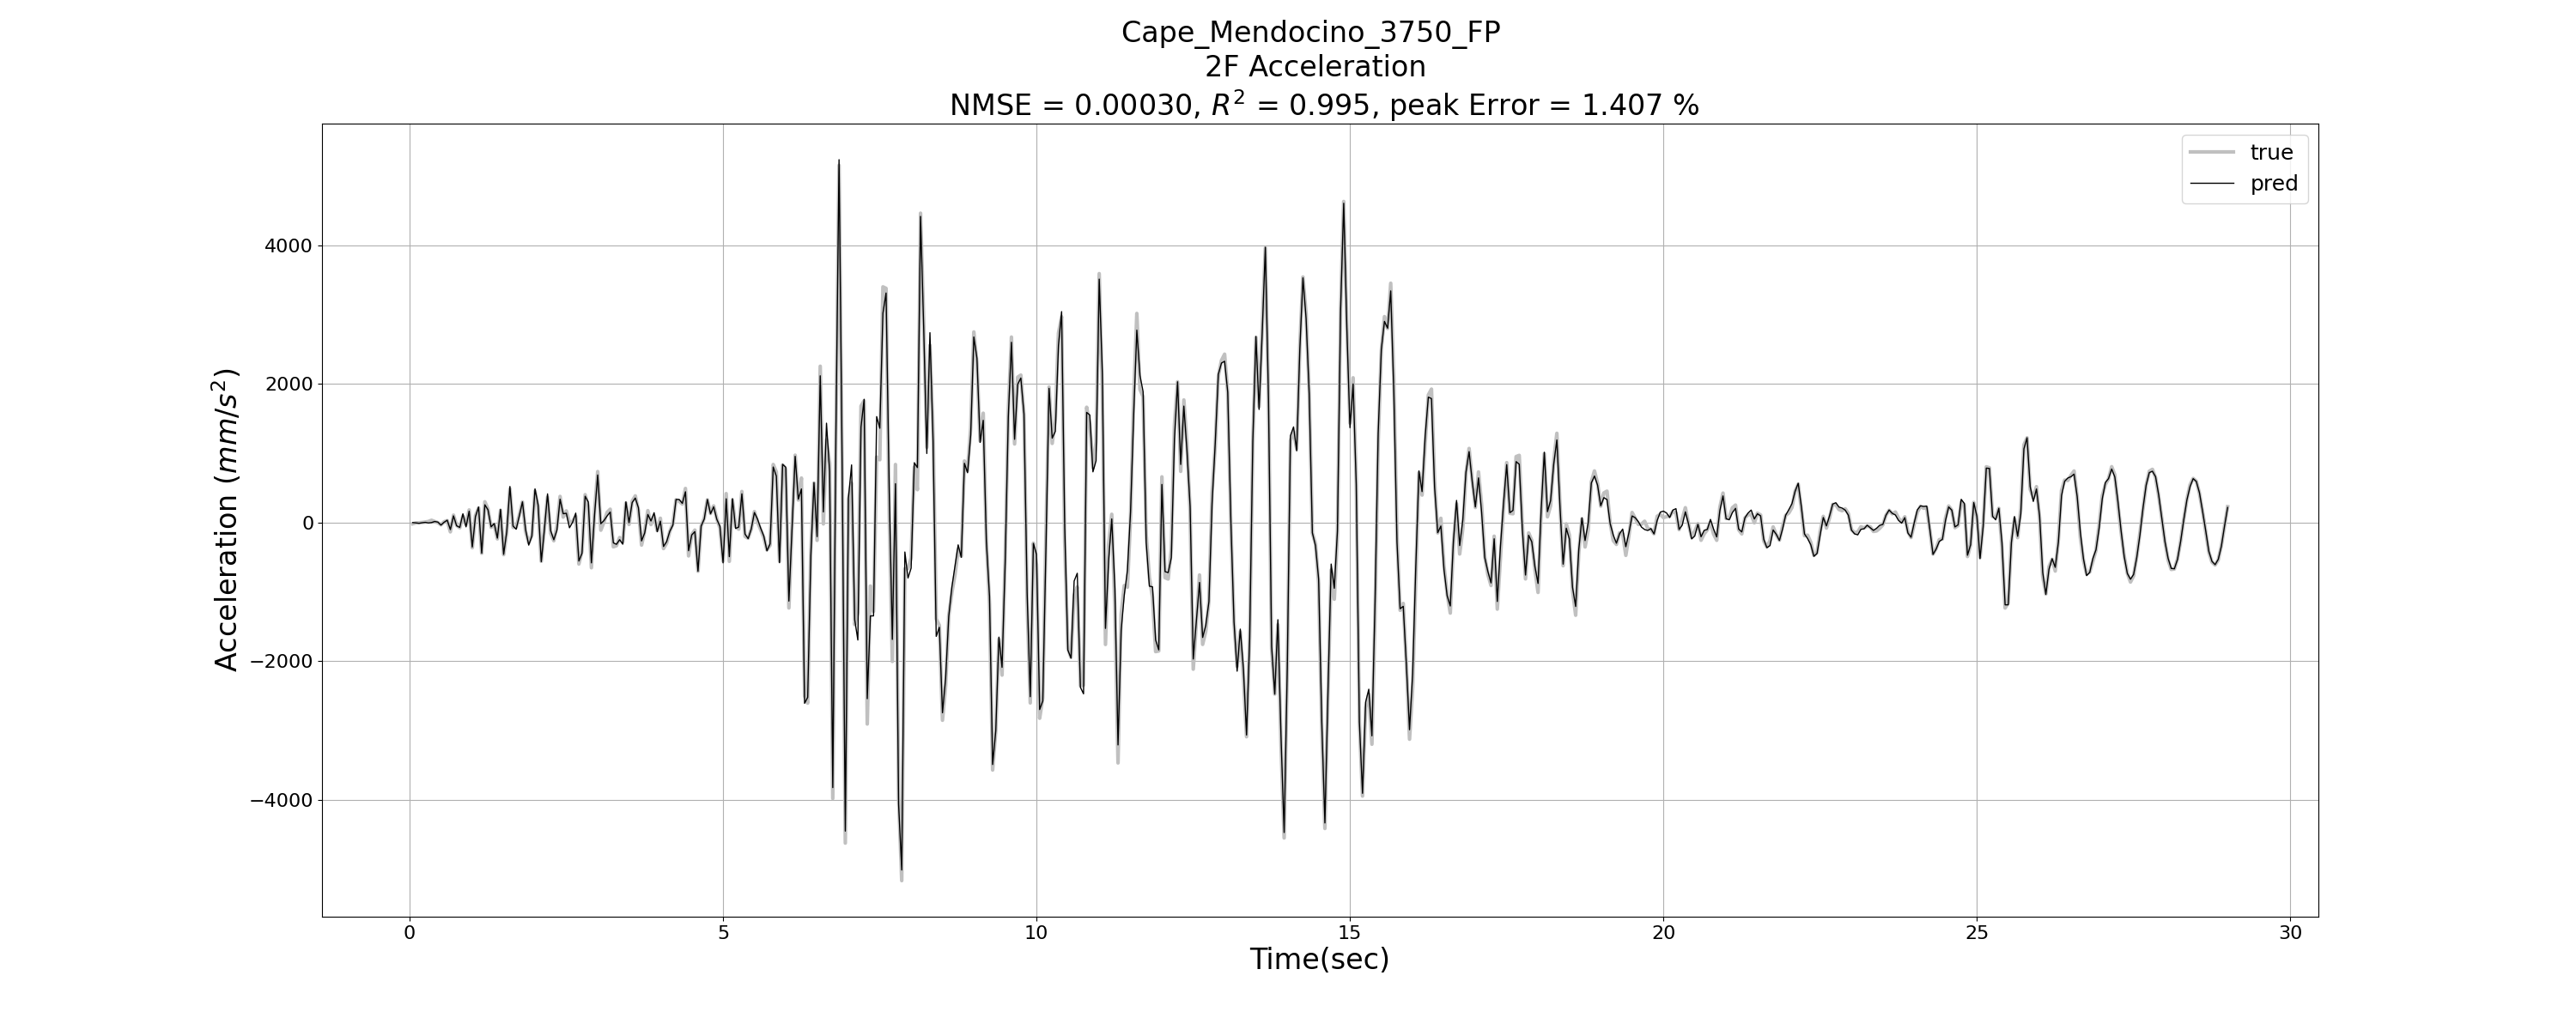 Cape_Mendocino_3750_FP
2F Acceleration
NMSE = 0.00030, R² = 0.995, peak Error = 1.407 %
true
pred
Acceleration (mm/s²)
4000
2000
0
−2000
−4000
0 5 10 15 20 25 30
Time(sec)